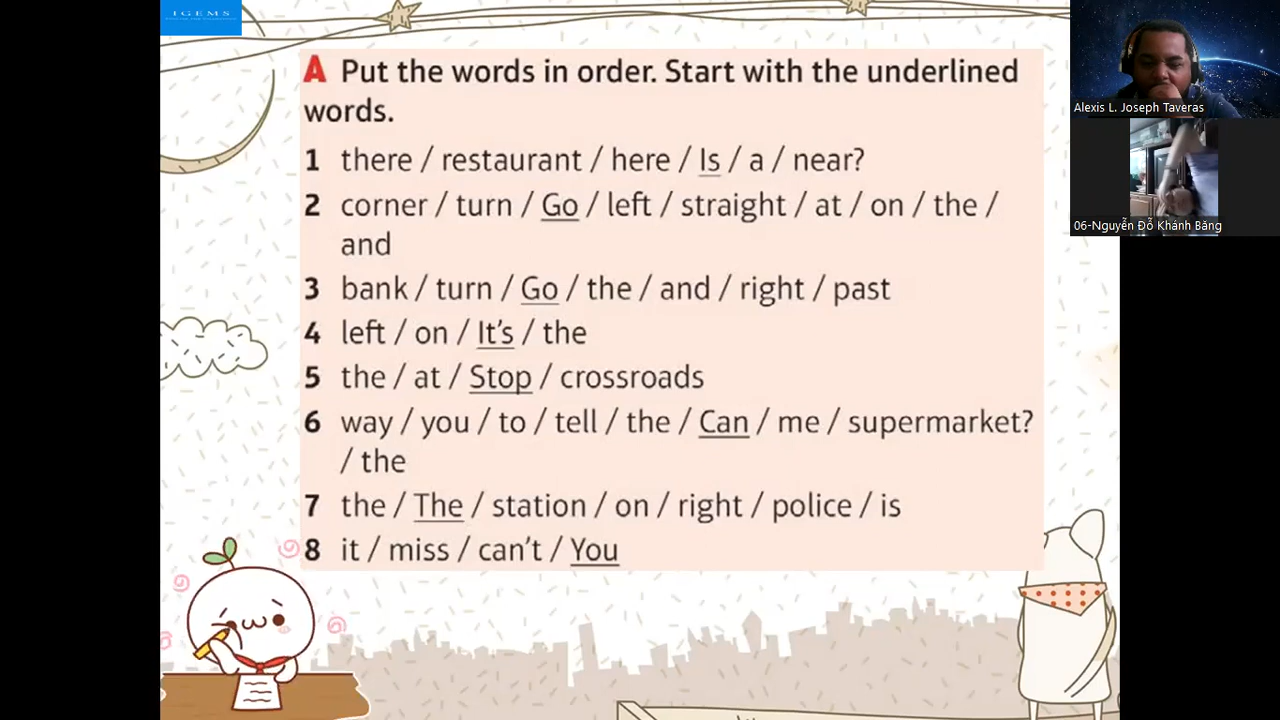 IGEMS
A Put the words in order. Start with the underlined
words.
1 there / restaurant / here / Is / a / near?
2 corner / turn / Go / left / straight / at / on / the /
and
3 bank / turn / Go / the / and / right / past
4 left / on / It's / the
5 the / at / Stop / crossroads
6 way / you / to / tell / the / Can / me / supermarket?
/ the
7 the / The / station / on / right / police / is
8 it / miss / can't / You
Alexis L. Joseph Taveras
06-Nguyễn Đỗ Khánh Băng